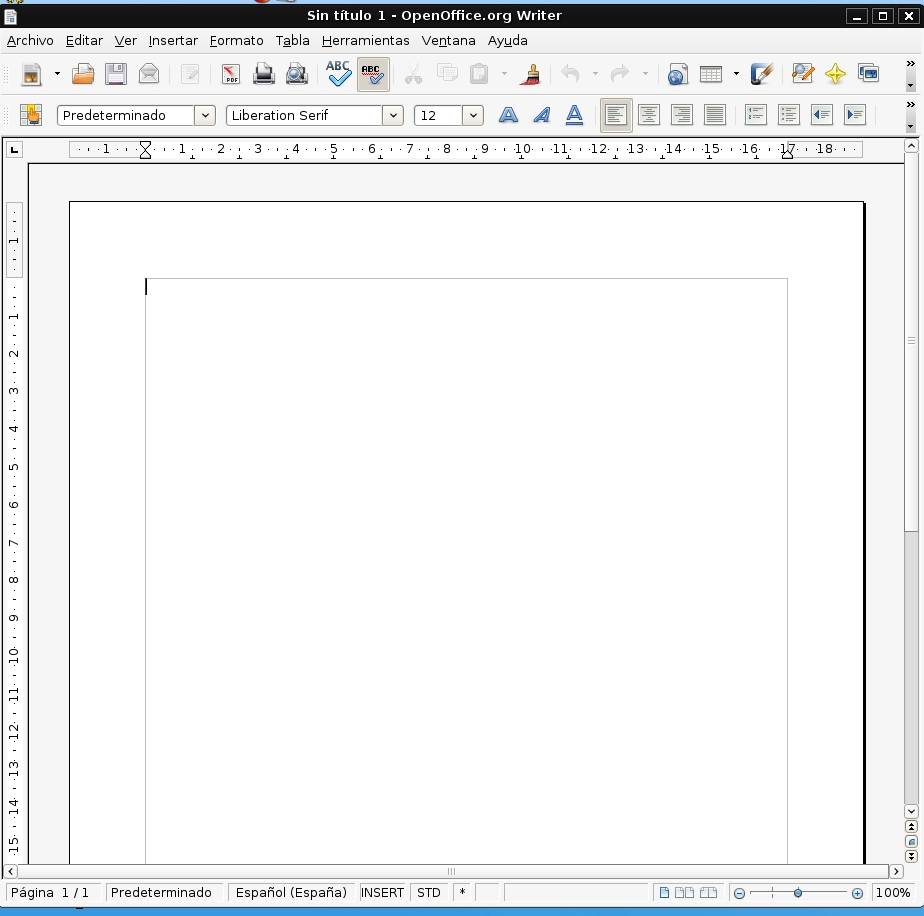 Sin título 1 - OpenOffice.org Writer
Archivo Editar Ver Insertar Formato Tabla Herramientas Ventana Ayuda
PDF ABC ABC
Predeterminado Liberation Serif 12 A A A
1 1 2 3 4 5 6 7 8 9 10 11 12 13 14 15 16 17 18
1
1
2
3
4
5
6
7
8
9
10
11
12
13
14
15
Página 1 / 1 Predeterminado Español (España) INSERT STD * 100%